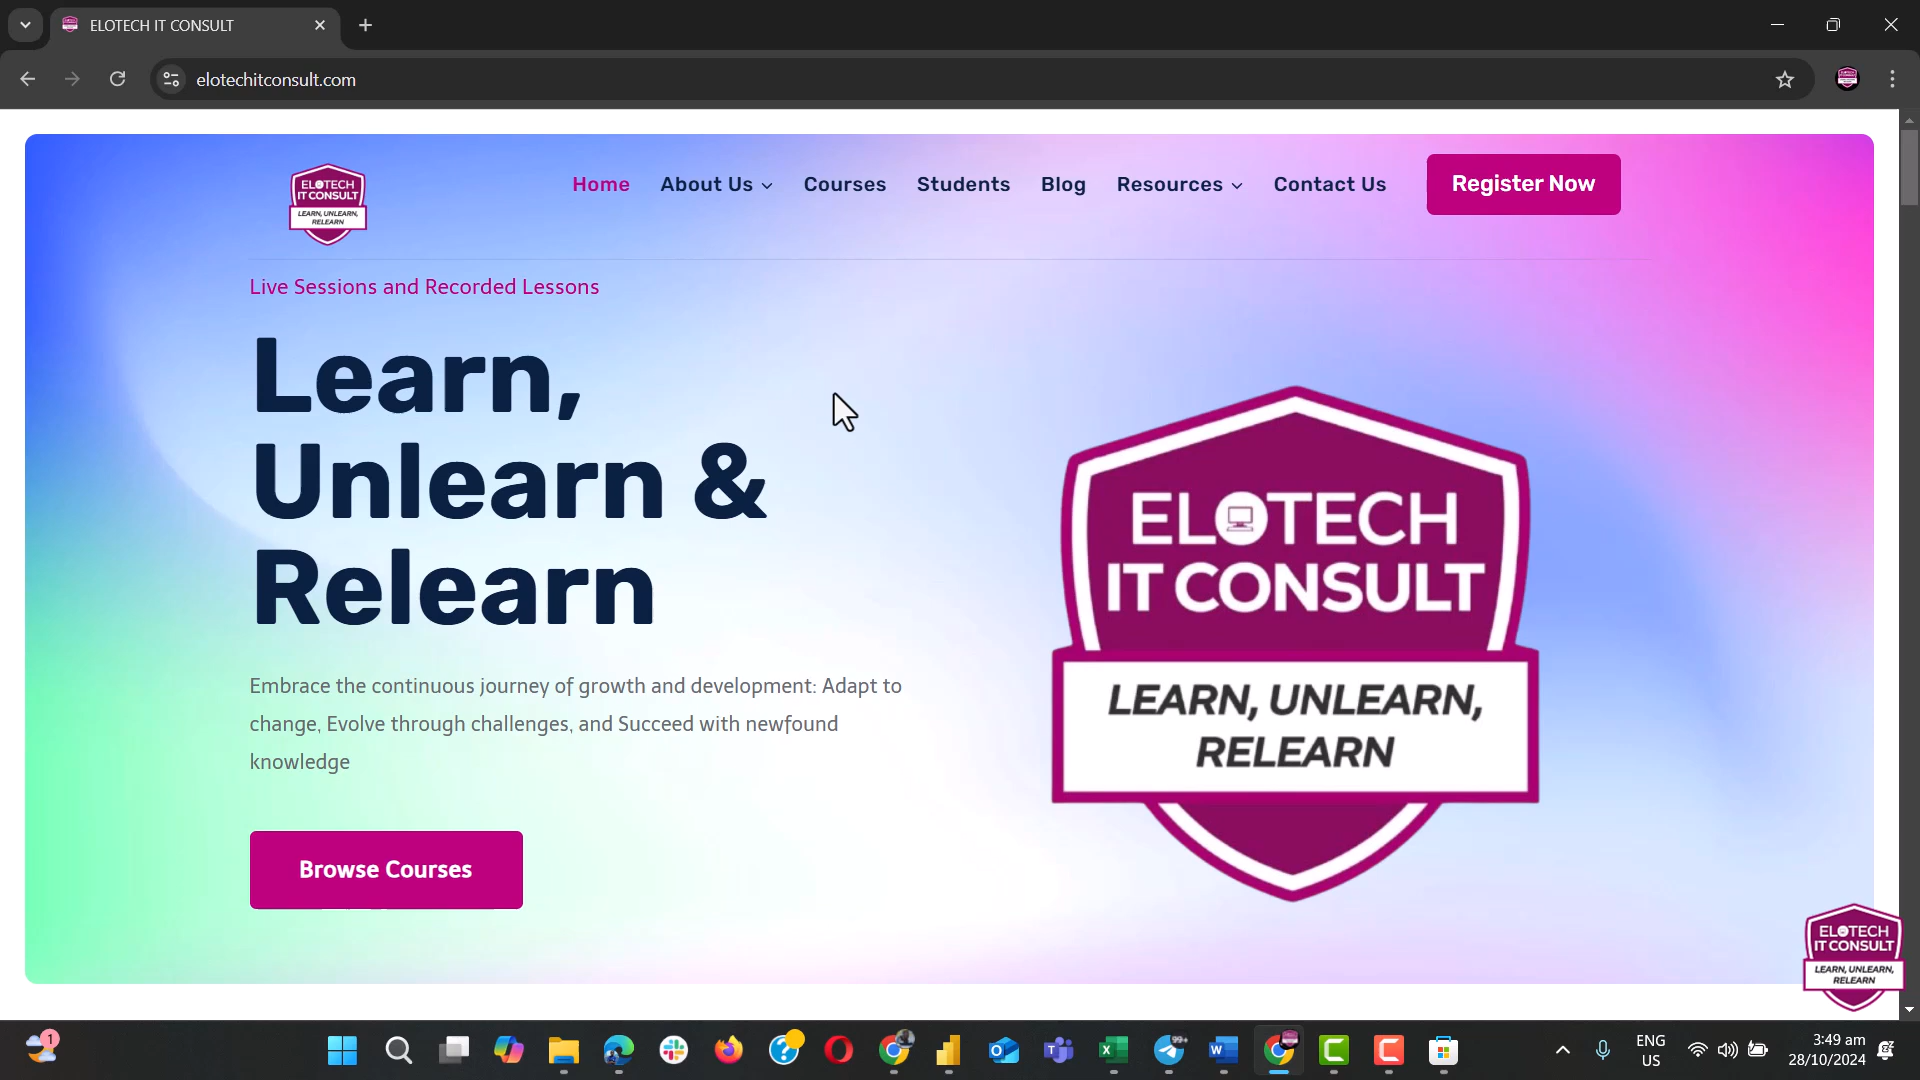 ELOTECH IT CONSULT
elotechitconsult.com
ELOTECH
IT CONSULT
LEARN, UNLEARN,
RELEARN
Home About Us Courses Students Blog Resources Contact Us Register Now
Live Sessions and Recorded Lessons
Learn,
Unlearn &
Relearn
Embrace the continuous journey of growth and development: Adapt to
change, Evolve through challenges, and Succeed with newfound
knowledge
Browse Courses
ELOTECH
IT CONSULT
LEARN, UNLEARN,
RELEARN
ELOTECH
IT CONSULT
LEARN, UNLEARN,
RELEARN
1
99+
ENG
US
3:49 am
28/10/2024